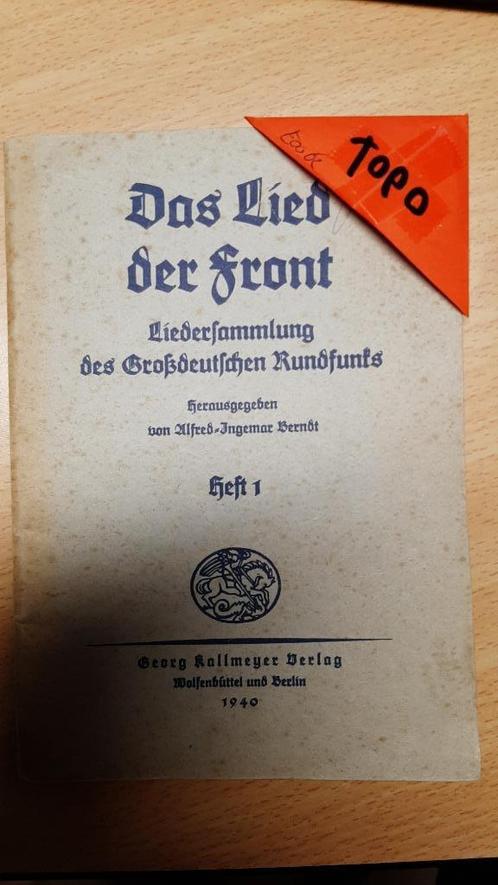 Topo
Das Lied
der Front
Liedersammlung
des Großdeutschen Rundfunks
Herausgegeben
von Alfred-Ingemar Berndt
Heft 1
Georg Kallmeyer Verlag
Wolfenbüttel und Berlin
1940